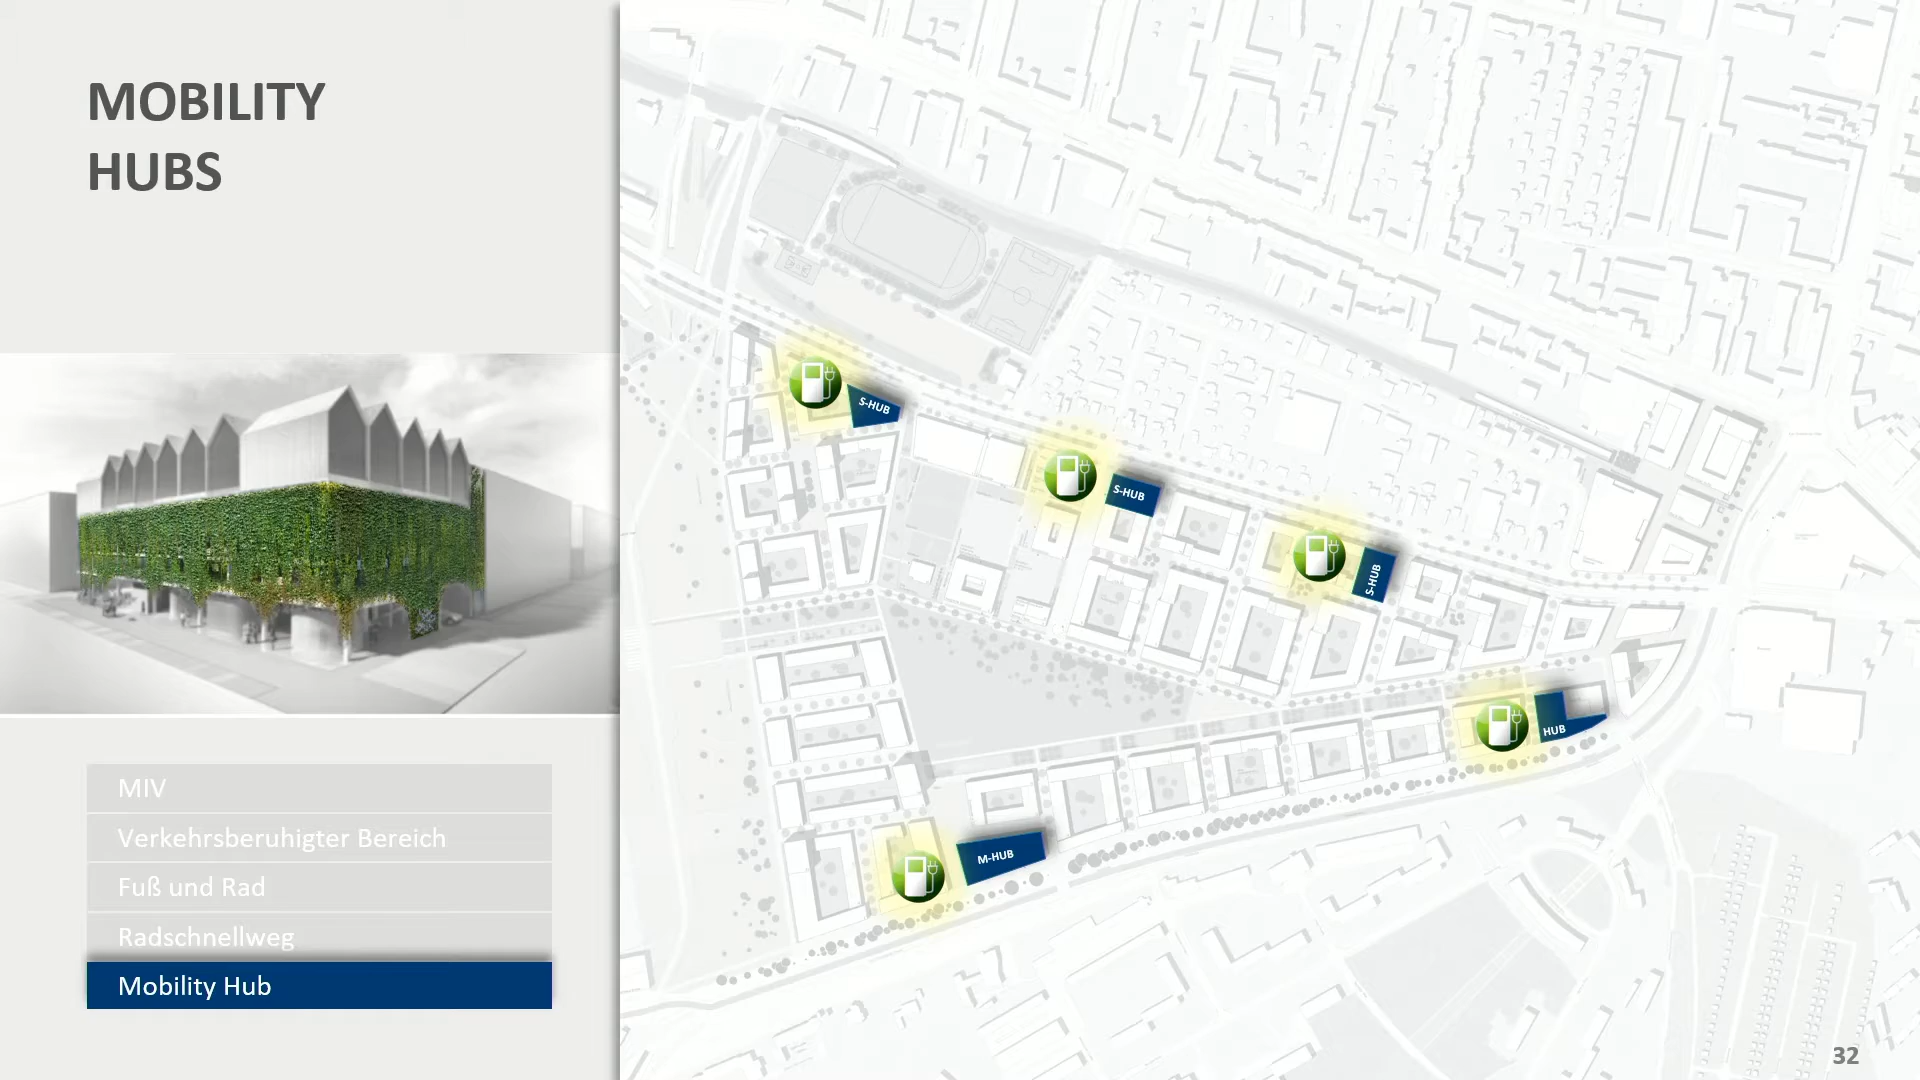 MOBILITY
HUBS
MIV
Verkehrsberuhigter Bereich
Fuß und Rad
Radschnellweg
Mobility Hub
S-HUB
S-HUB
S-HUB
HUB
M-HUB
32